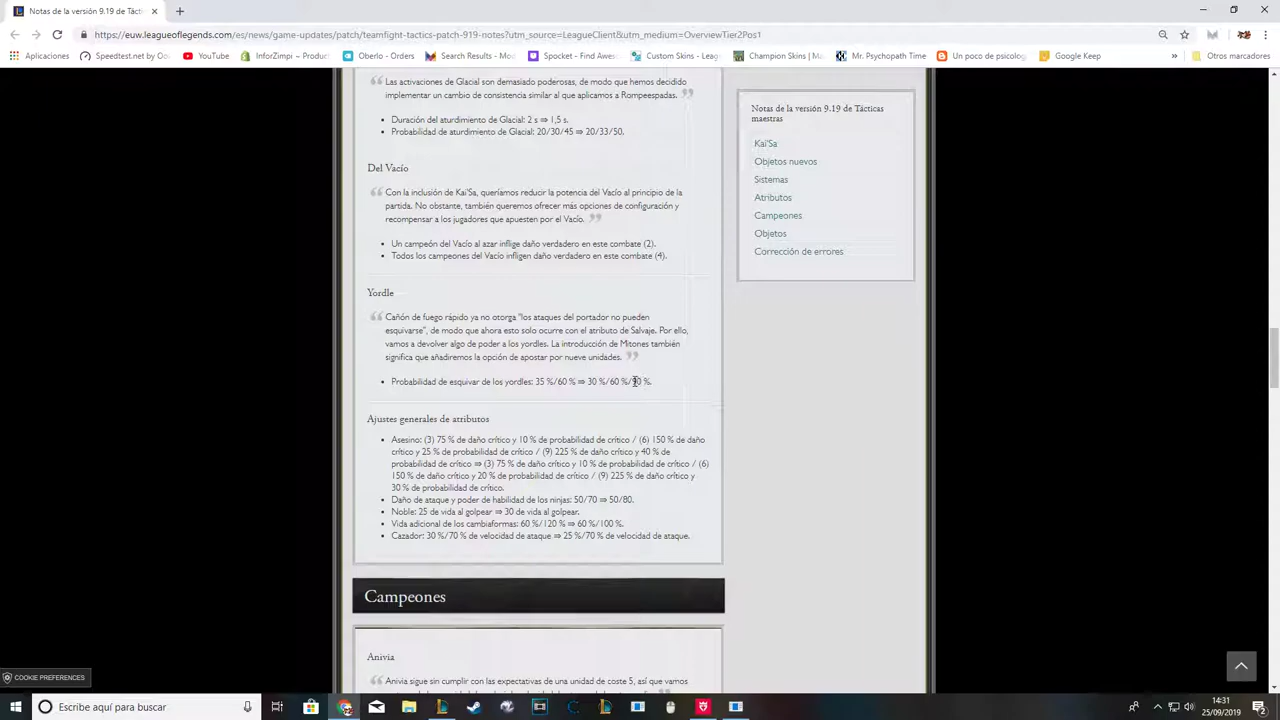 Notas de la versión 9.19 de Tácticas
https://euw.leagueoflegends.com/es/news/game-updates/patch/teamfight-tactics-patch-919-notes?utm_source=LeagueClient&utm_medium=OverviewTier2Pos1
Aplicaciones
Speedtest.net by Oo
YouTube
InforZimpi – Produc
Oberlo - Orders
Search Results - Mo
Spocket - Find Awes
Custom Skins - Leag
Champion Skins | Ma
Mr. Psychopath Time
Un poco de psicolog
Google Keep
»
Otros marcadores
Las activaciones de Glacial son demasiado poderosas, de modo que hemos decidido
implementar un cambio de consistencia similar al que aplicamos a Rompeespadas.
• Duración del aturdimiento de Glacial: 2 s ⇒ 1,5 s.
• Probabilidad de aturdimiento de Glacial: 20/30/45 ⇒ 20/33/50.
Del Vacío
Con la inclusión de Kai'Sa, queríamos reducir la potencia del Vacío al principio de la
partida. No obstante, también queremos ofrecer más opciones de configuración y
recompensar a los jugadores que apuesten por el Vacío.
• Un campeón del Vacío al azar inflige daño verdadero en este combate (2).
• Todos los campeones del Vacío infligen daño verdadero en este combate (4).
Yordle
Cañón de fuego rápido ya no otorga "los ataques del portador no pueden
esquivarse", de modo que ahora esto solo ocurre con el atributo de Salvaje. Por ello,
vamos a devolver algo de poder a los yordles. La introducción de Mitones también
significa que añadiremos la opción de apostar por nueve unidades.
• Probabilidad de esquivar de los yordles: 35 %/60 % ⇒ 30 %/60 %/90 %.
Ajustes generales de atributos
• Asesino: (3) 75 % de daño crítico y 10 % de probabilidad de crítico / (6) 150 % de daño
crítico y 25 % de probabilidad de crítico / (9) 225 % de daño crítico y 40 % de
probabilidad de crítico ⇒ (3) 75 % de daño crítico y 10 % de probabilidad de crítico / (6)
150 % de daño crítico y 20 % de probabilidad de crítico / (9) 225 % de daño crítico y
30 % de probabilidad de crítico.
• Daño de ataque y poder de habilidad de los ninjas: 50/70 ⇒ 50/80.
• Noble: 25 de vida al golpear ⇒ 30 de vida al golpear.
• Vida adicional de los cambiaformas: 60 %/120 % ⇒ 60 %/100 %.
• Cazador: 30 %/70 % de velocidad de ataque ⇒ 25 %/70 % de velocidad de ataque.
Campeones
Anivia
Anivia sigue sin cumplir con las expectativas de una unidad de coste 5, así que vamos
Notas de la versión 9.19 de Tácticas
maestras
Kai'Sa
Objetos nuevos
Sistemas
Atributos
Campeones
Objetos
Corrección de errores
COOKIE PREFERENCES
Escribe aquí para buscar
14:31
25/09/2019
2